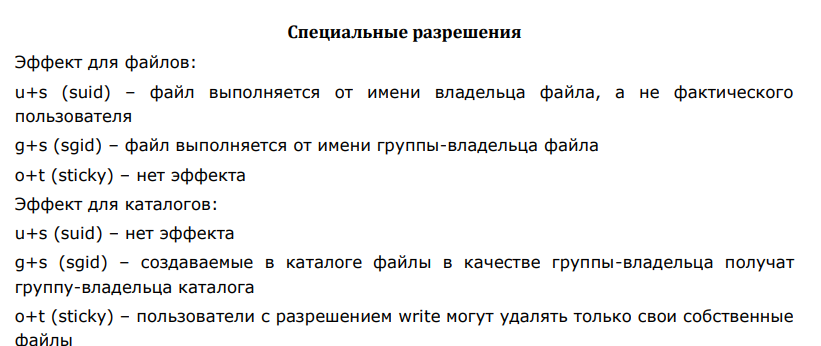 Специальные разрешения
Эффект для файлов:
u+s (suid) – файл выполняется от имени владельца файла, а не фактического
пользователя
g+s (sgid) – файл выполняется от имени группы-владельца файла
o+t (sticky) – нет эффекта
Эффект для каталогов:
u+s (suid) – нет эффекта
g+s (sgid) – создаваемые в каталоге файлы в качестве группы-владельца получат
группу-владельца каталога
o+t (sticky) – пользователи с разрешением write могут удалять только свои собственные
файлы